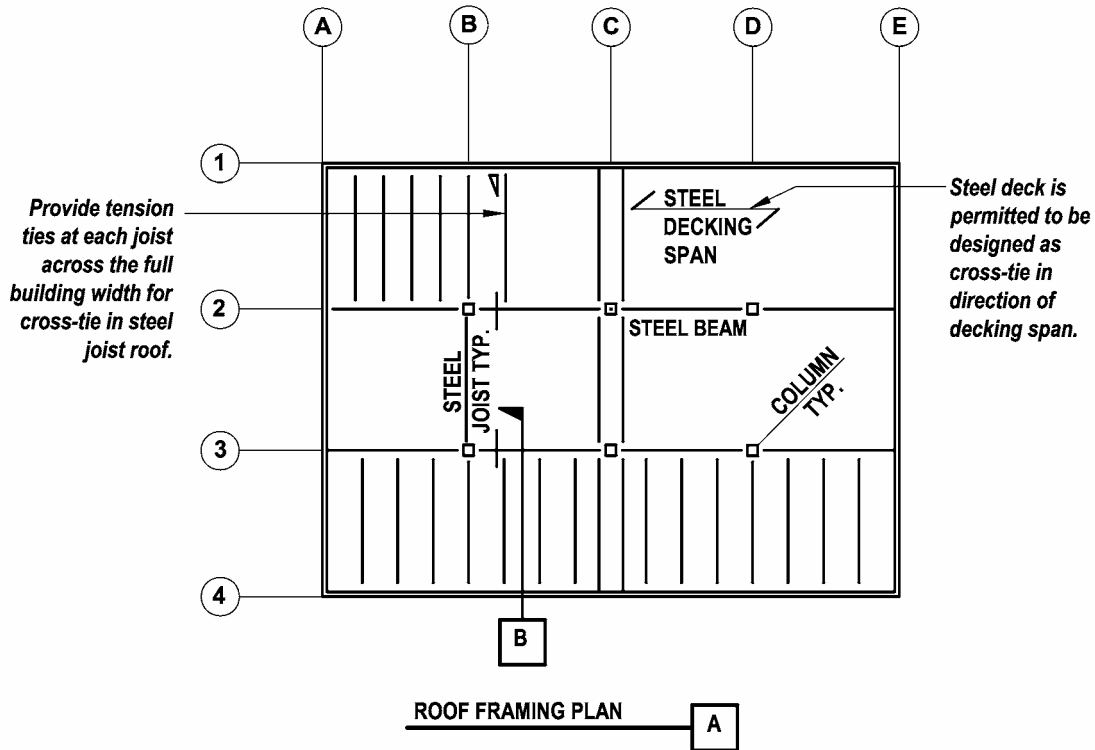 A
B
C
D
E
1
2
3
4
Provide tension
ties at each joist
across the full
building width for
cross-tie in steel
joist roof.
STEEL
DECKING
SPAN
Steel deck is
permitted to be
designed as
cross-tie in
direction of
decking span.
STEEL BEAM
STEEL
JOIST TYP.
COLUMN
TYP.
B
ROOF FRAMING PLAN
A